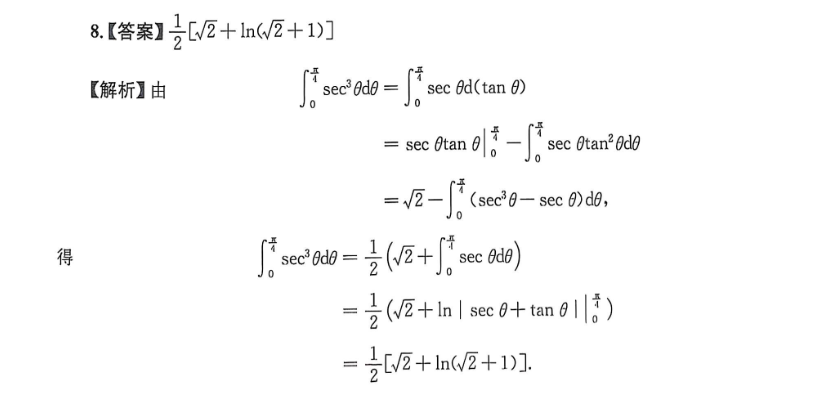 8.【答案】$\frac{1}{2}[\sqrt{2}+\ln(\sqrt{2}+1)]$
【解析】由 $\int_0^{\frac{\pi}{4}} \sec^3 \theta d\theta = \int_0^{\frac{\pi}{4}} \sec \theta d(\tan \theta)$
$= \sec \theta \tan \theta \Big|_0^{\frac{\pi}{4}} - \int_0^{\frac{\pi}{4}} \sec \theta \tan^2 \theta d\theta$
$= \sqrt{2} - \int_0^{\frac{\pi}{4}} (\sec^3 \theta - \sec \theta) d\theta,$
得 $\int_0^{\frac{\pi}{4}} \sec^3 \theta d\theta = \frac{1}{2}\left(\sqrt{2} + \int_0^{\frac{\pi}{4}} \sec \theta d\theta\right)$
$= \frac{1}{2}\left(\sqrt{2} + \ln | \sec \theta + \tan \theta | \Big|_0^{\frac{\pi}{4}}\right)$
$= \frac{1}{2}[\sqrt{2}+\ln(\sqrt{2}+1)].$